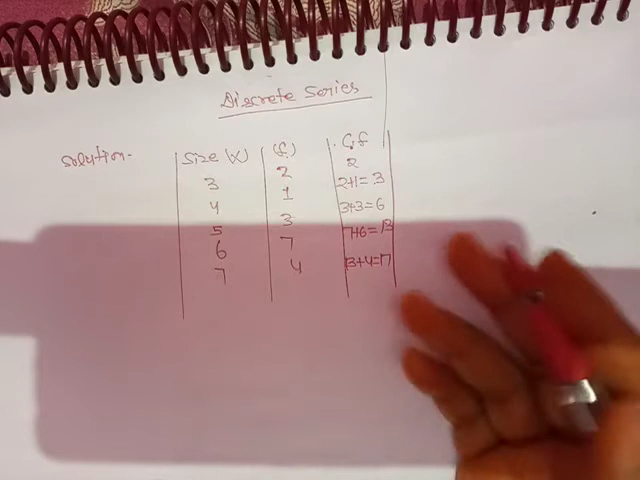 Discrete Series
Solution- Size (X) (f) C.f
3 2 2
4 1 2+1=3
5 3 3+3=6
6 7 7+6=13
7 4 13+4=17